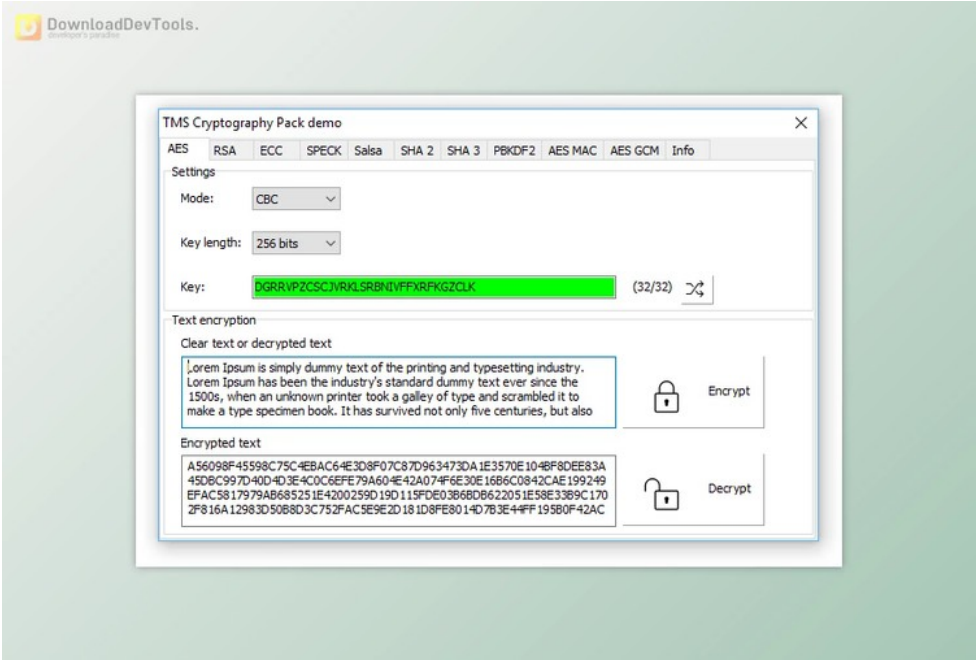 DownloadDevTools.
developer's paradise
TMS Cryptography Pack demo
AES RSA ECC SPECK Salsa SHA 2 SHA 3 PBKDF2 AES MAC AES GCM Info
Settings
Mode: CBC
Key length: 256 bits
Key: DGRRVPZCSCJVRKLSRBNIVFFXRFKGZCLK (32/32)
Text encryption
Clear text or decrypted text
Lorem Ipsum is simply dummy text of the printing and typesetting industry.
Lorem Ipsum has been the industry's standard dummy text ever since the
1500s, when an unknown printer took a galley of type and scrambled it to
make a type specimen book. It has survived not only five centuries, but also
Encrypt
Encrypted text
A56098F45598C75C4EBAC64E3D8F07C87D963473DA1E3570E104BF8DEE83A
45DBC997D40D4D3E4C0C6EFE79A604E42A074F6E30E16B6C0842CAE199249
EFAC5817979AB685251E4200259D19D115FDE03B6BDB622051E58E33B9C170
2F816A12983D50B8D3C752FAC5E9E2D181D8FE8014D7B3E44FF195B0F42AC
Decrypt